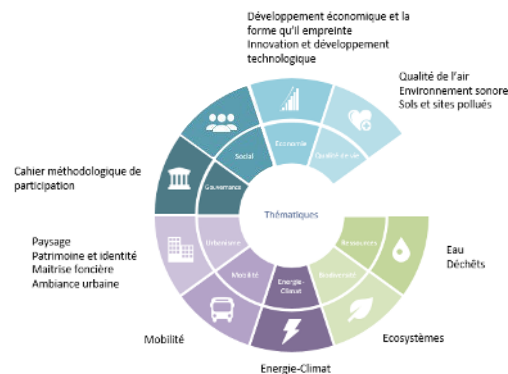 Développement économique et la
forme qu'il empreinte
Innovation et développement
technologique
Qualité de l'air
Environnement sonore
Sols et sites pollués
Economie
Qualité de vie
Social
Cahier méthodologique de
participation
Gouvernance
Thématiques
Urbanisme
Ressources
Paysage
Patrimoine et identité
Maîtrise foncière
Ambiance urbaine
Eau
Déchêts
Mobilité
Energie-
Climat
Biodiversité
Mobilité
Ecosystèmes
Energie-Climat